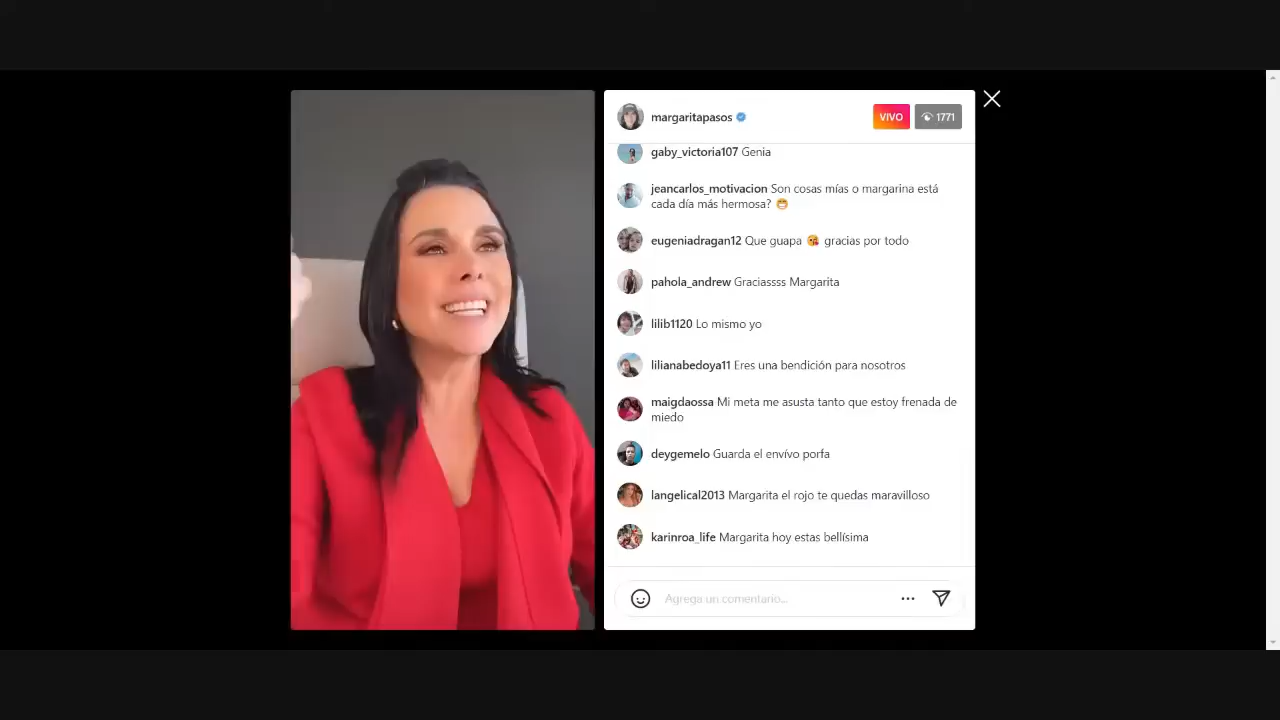 margaritapasos
VIVO
1771
gaby_victoria107 Genia
jeancarlos_motivacion Son cosas mías o margarina está
cada día más hermosa? 😁
eugeniadragan12 Que guapa 😘 gracias por todo
pahola_andrew Graciassss Margarita
lilib1120 Lo mismo yo
lilianabedoya11 Eres una bendición para nosotros
maigdaossa Mi meta me asusta tanto que estoy frenada de
miedo
deygemelo Guarda el envívo porfa
langelical2013 Margarita el rojo te quedas maravilloso
karinroa_life Margarita hoy estas bellísima
Agrega un comentario...